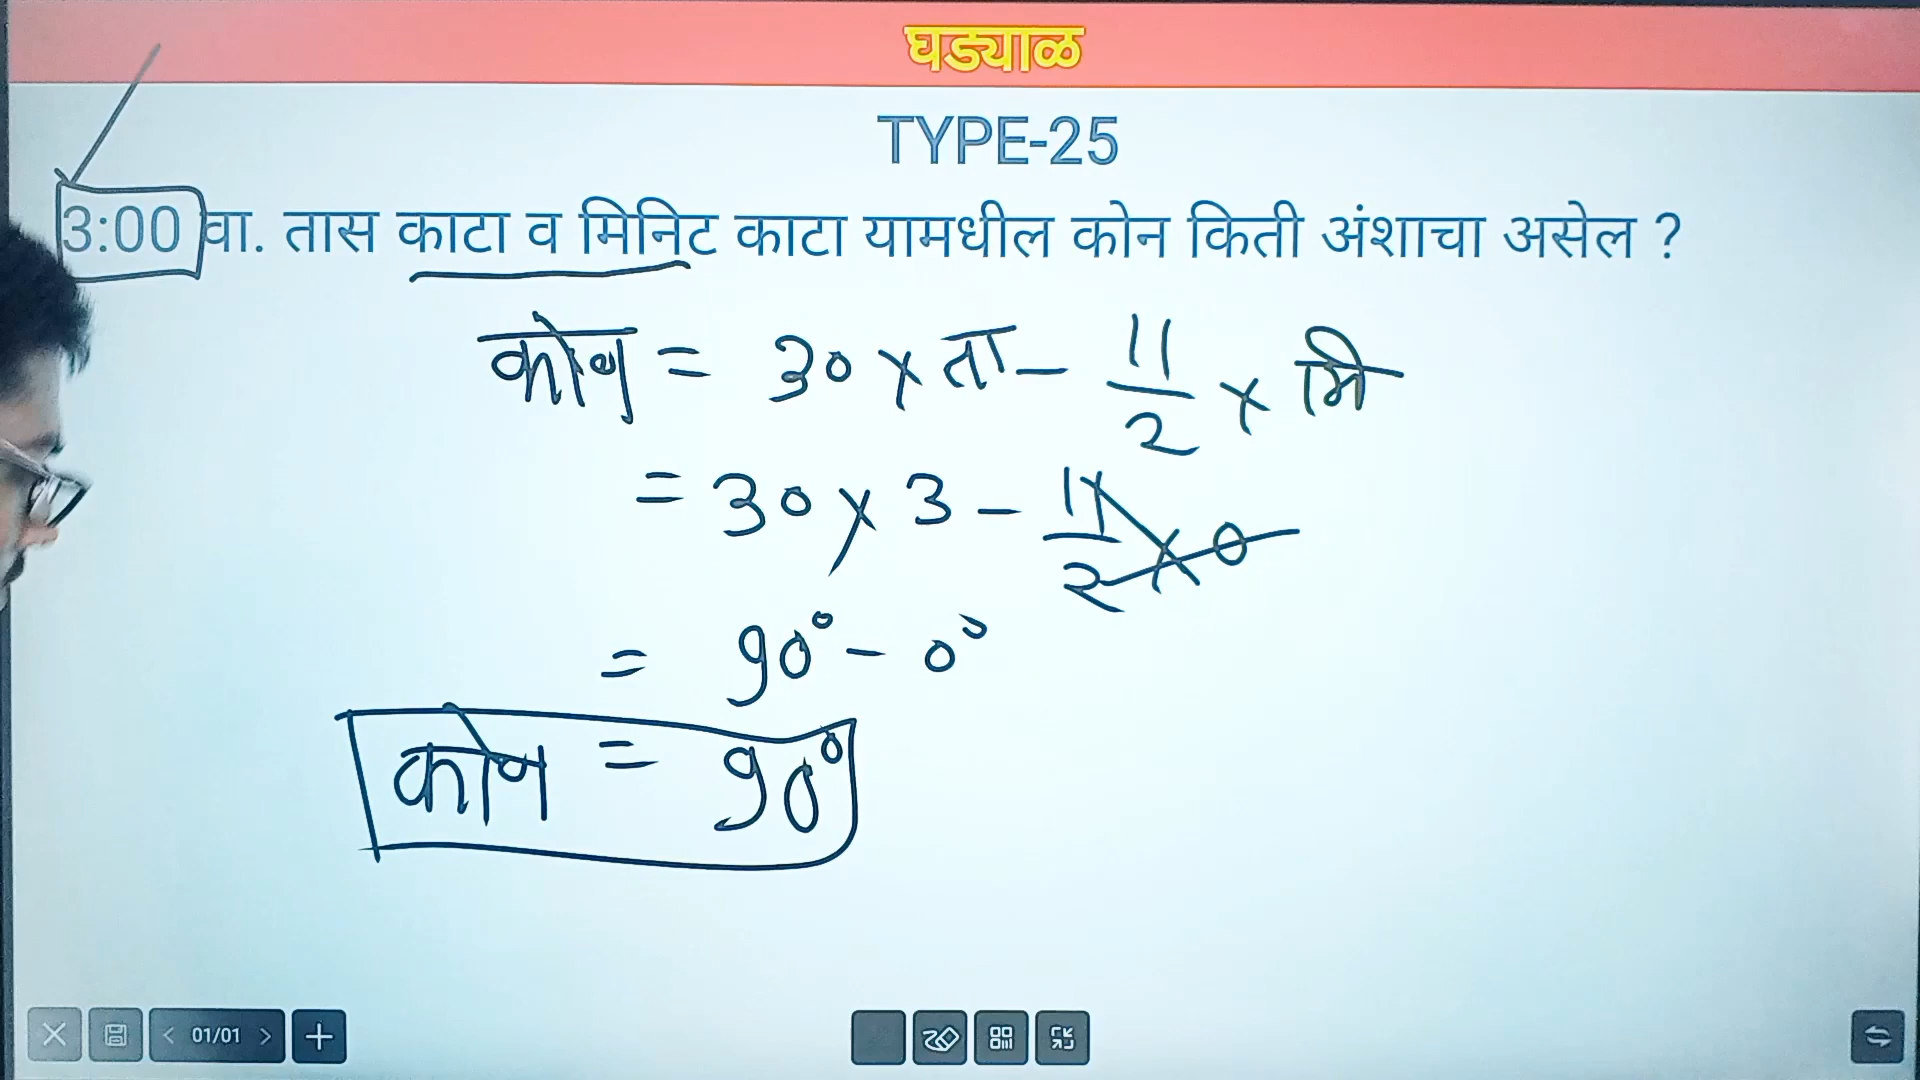 घड्याळ
TYPE-25
3:00 वा. तास काटा व मिनिट काटा यामधील कोन किती अंशाचा असेल ?
कोन = 30 × ता - 11/2 × मि
= 30 × 3 - 11/2 × 0
= 90° - 0°
कोन = 90°
01/01